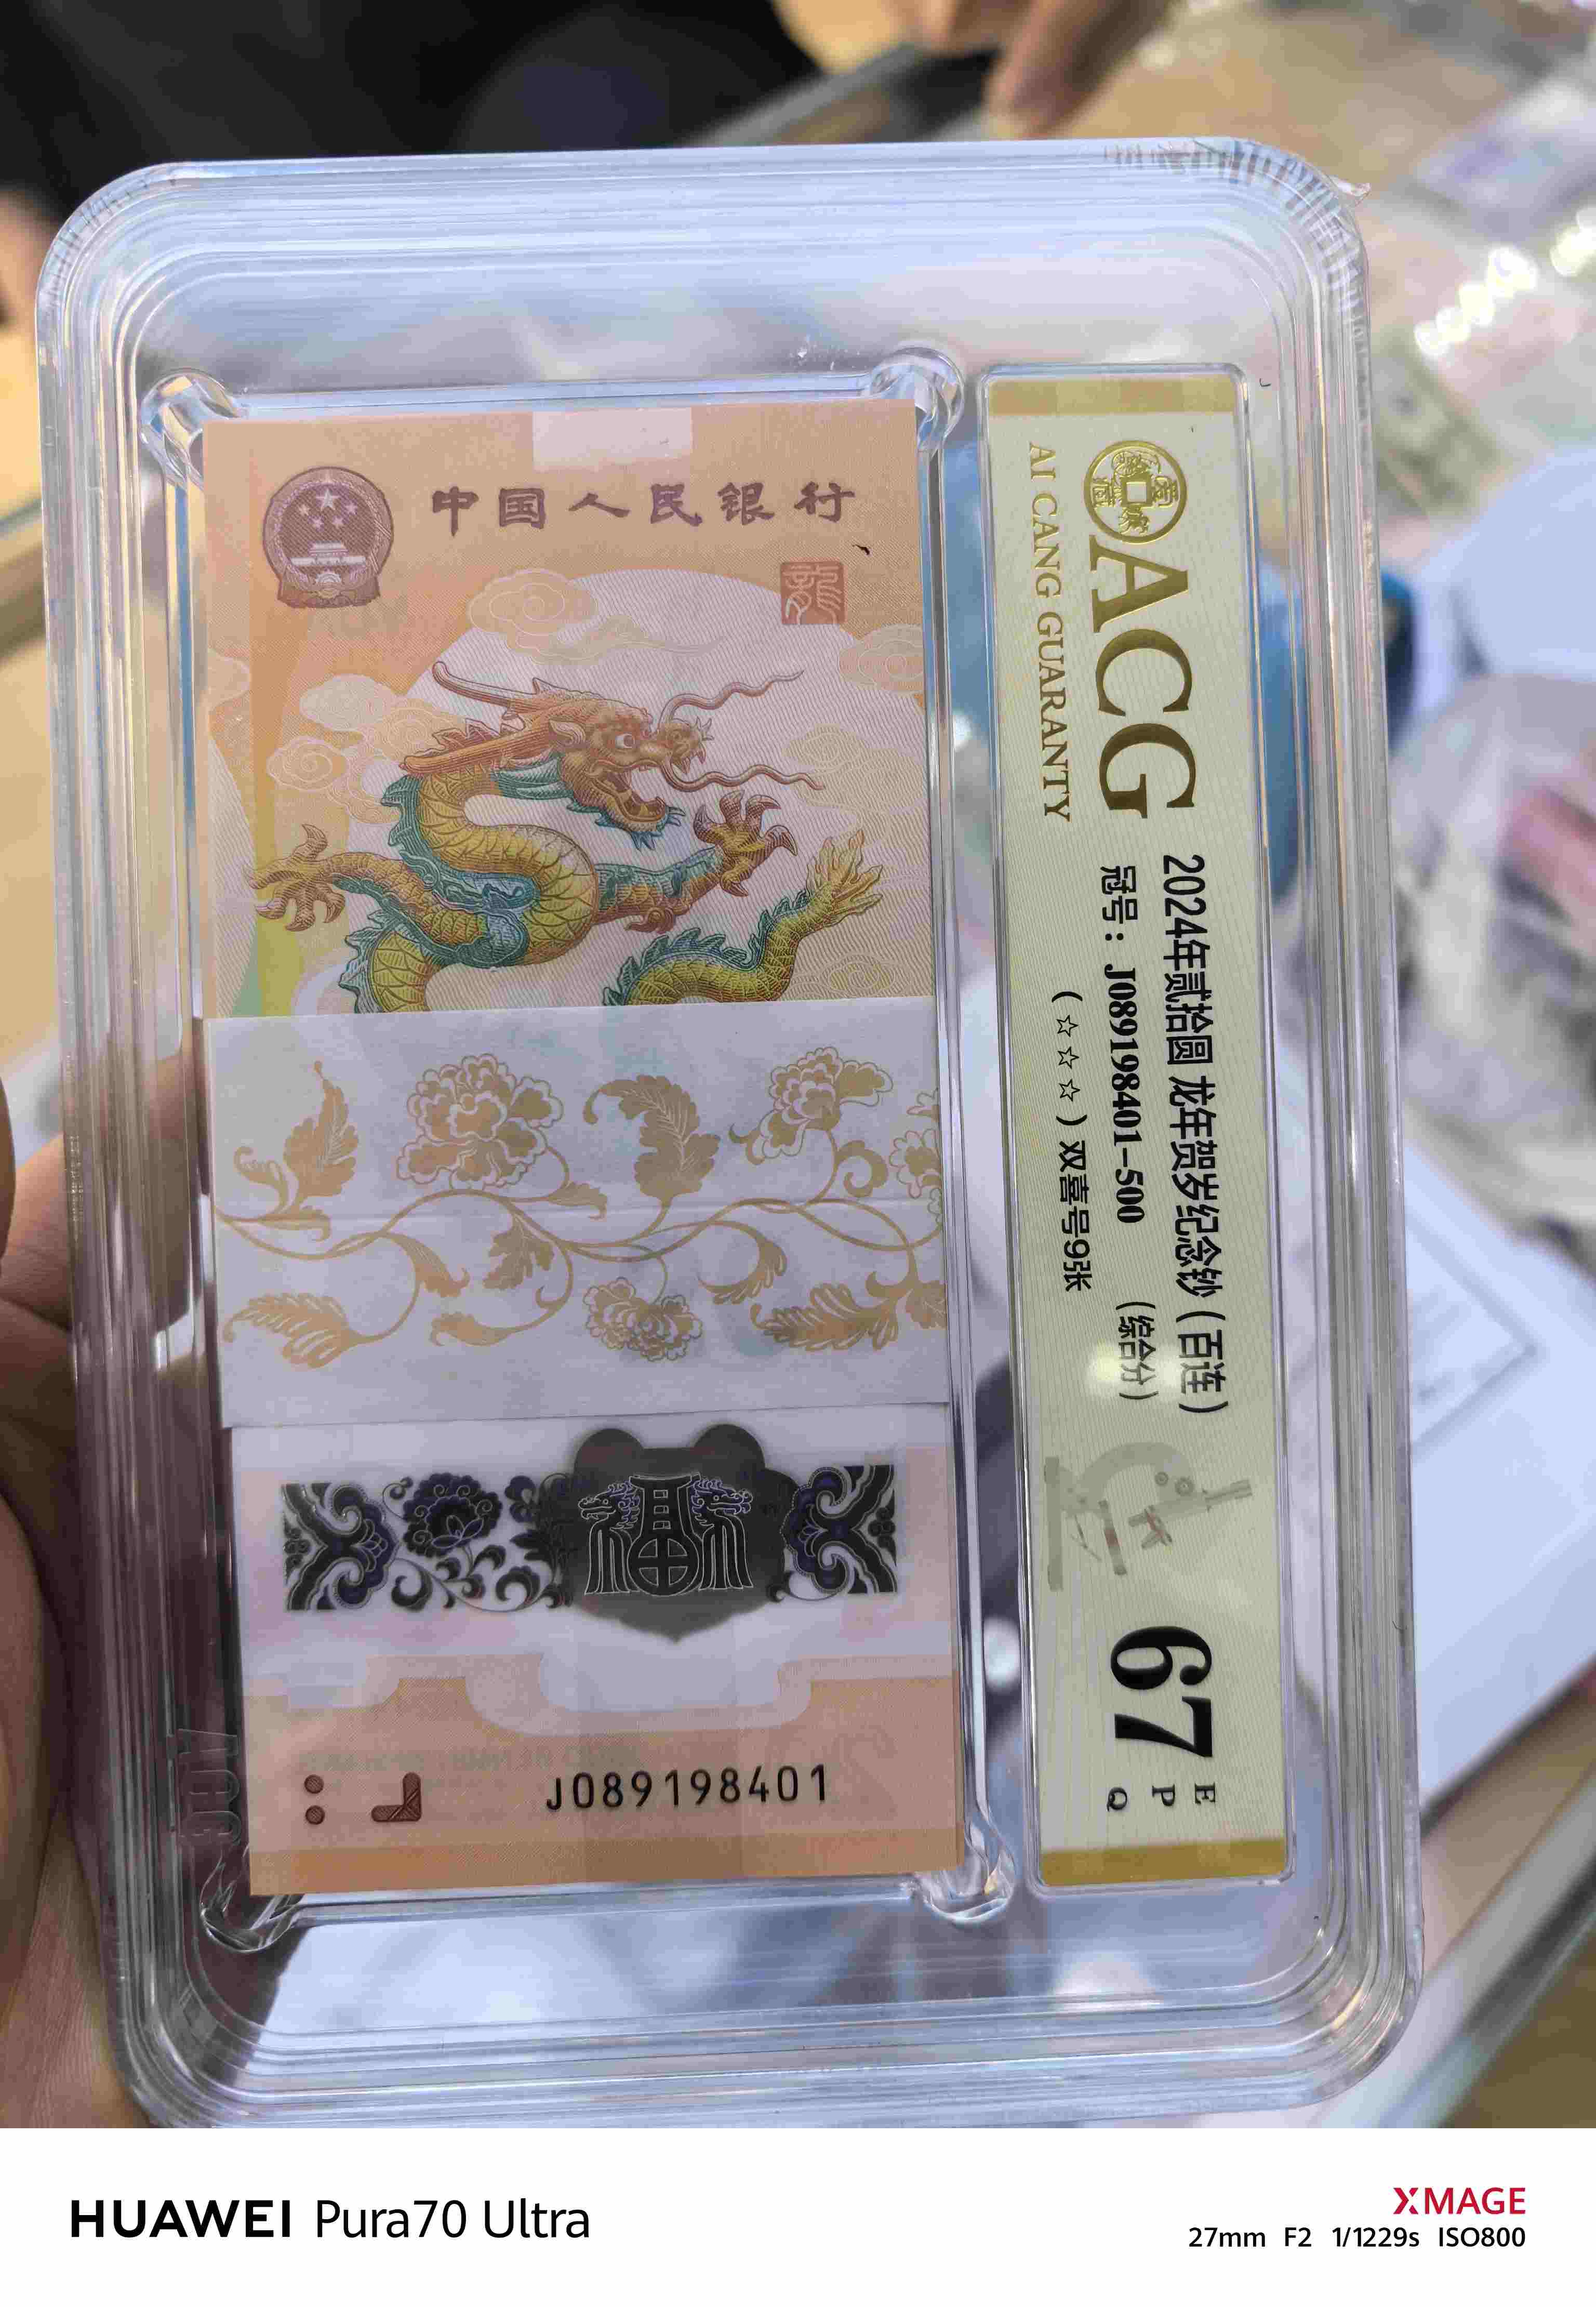 中国人民银行
龍
福
J089198401
ACG
AI CANG GUARANTY
2024年贰拾圆 龙年贺岁纪念钞（百连）
冠号：J089198401-500 （综合分）
（☆☆☆）双喜号9张
67
E
P
Q
HUAWEI Pura70 Ultra
XMAGE
27mm F2 1/1229s ISO800